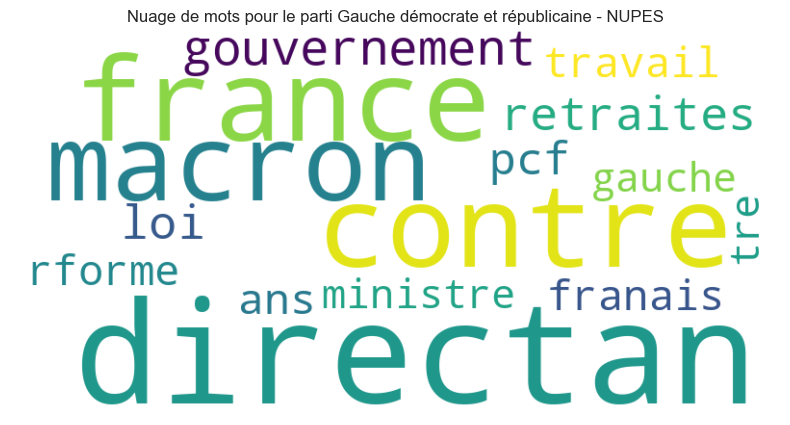 Nuage de mots pour le parti Gauche démocrate et républicaine - NUPES
gouvernement
travail
france
retraites
macron
pcf
gauche
loi
contre
tre
rforme
ans
ministre
franais
directan